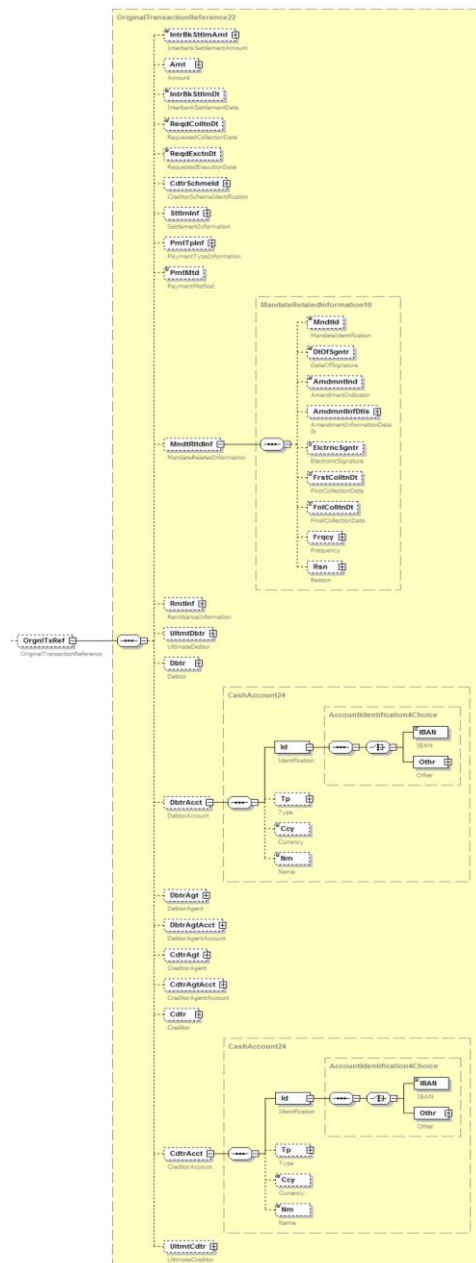 OriginalTransactionReference22
IntrBkSttlmAmt
InterbankSettlementAmount
Amt
Amount
IntrBkSttlmDt
InterbankSettlementDate
ReqdColltnDt
RequestedCollectionDate
ReqdExctnDt
RequestedExecutionDate
CdtrSchmeId
CreditorSchemeIdentification
SttlmInf
SettlementInformation
PmtTpInf
PaymentTypeInformation
PmtMtd
PaymentMethod
MandateRelatedInformation10
MndtId
MandateIdentification
DtOfSgntr
DateOfSignature
AmdmntInd
AmendmentIndicator
AmdmntInfDtls
AmendmentInformationDeta
ils
ElctrncSgntr
ElectronicSignature
FrstColltnDt
FirstCollectionDate
FnlColltnDt
FinalCollectionDate
Frqcy
Frequency
Rsn
Reason
MndtRltdInf
MandateRelatedInformation
RmtInf
RemittanceInformation
UltmtDbtr
UltimateDebtor
Dbtr
Debtor
OrgnlTxRef
OriginalTransactionReference
CashAccount24
AccountIdentification4Choice
Id
Identification
IBAN
IBAN
Othr
Other
Tp
Type
Ccy
Currency
Nm
Name
DbtrAcct
DebtorAccount
DbtrAgt
DebtorAgent
DbtrAgtAcct
DebtorAgentAccount
CdtrAgt
CreditorAgent
CdtrAgtAcct
CreditorAgentAccount
Cdtr
Creditor
CashAccount24
AccountIdentification4Choice
Id
Identification
IBAN
IBAN
Othr
Other
Tp
Type
Ccy
Currency
Nm
Name
CdtrAcct
CreditorAccount
UltmtCdtr
UltimateCreditor